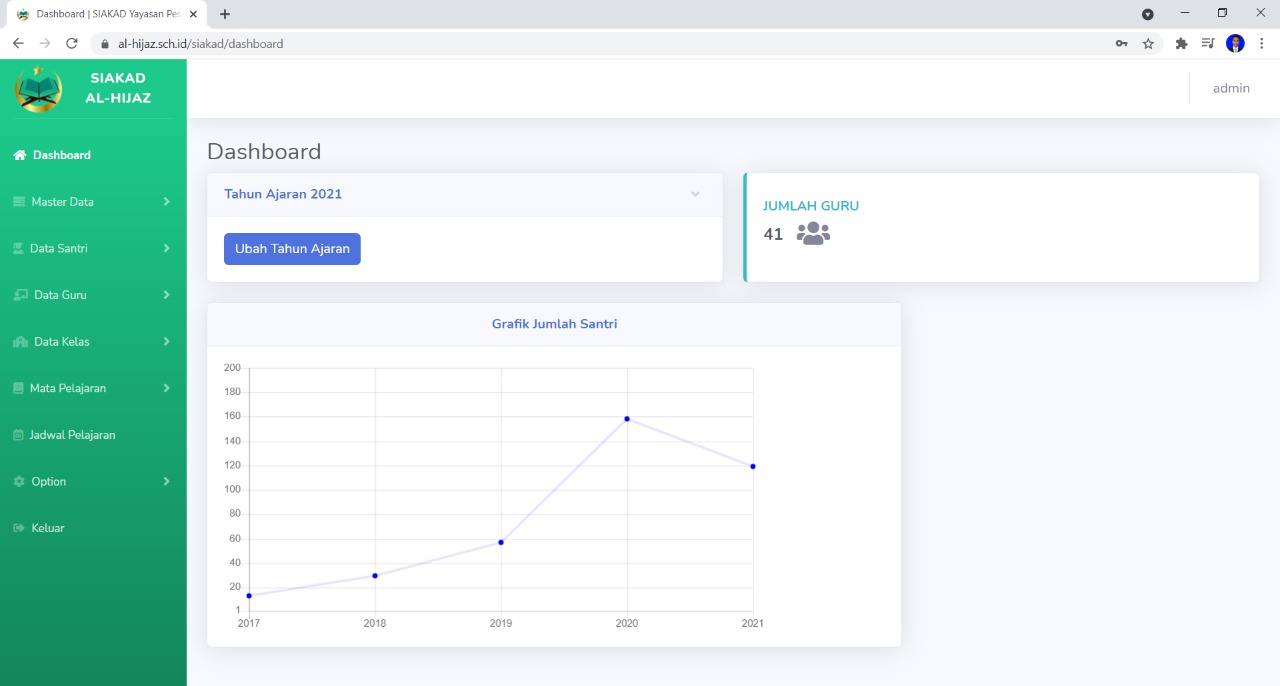 Dashboard | SIAKAD Yayasan Pes
al-hijaz.sch.id/siakad/dashboard
SIAKAD
AL-HIJAZ
admin
Dashboard
Master Data
Data Santri
Data Guru
Data Kelas
Mata Pelajaran
Jadwal Pelajaran
Option
Keluar
Dashboard
Tahun Ajaran 2021
Ubah Tahun Ajaran
JUMLAH GURU
41
Grafik Jumlah Santri
200
180
160
140
120
100
80
60
40
20
1
2017 2018 2019 2020 2021